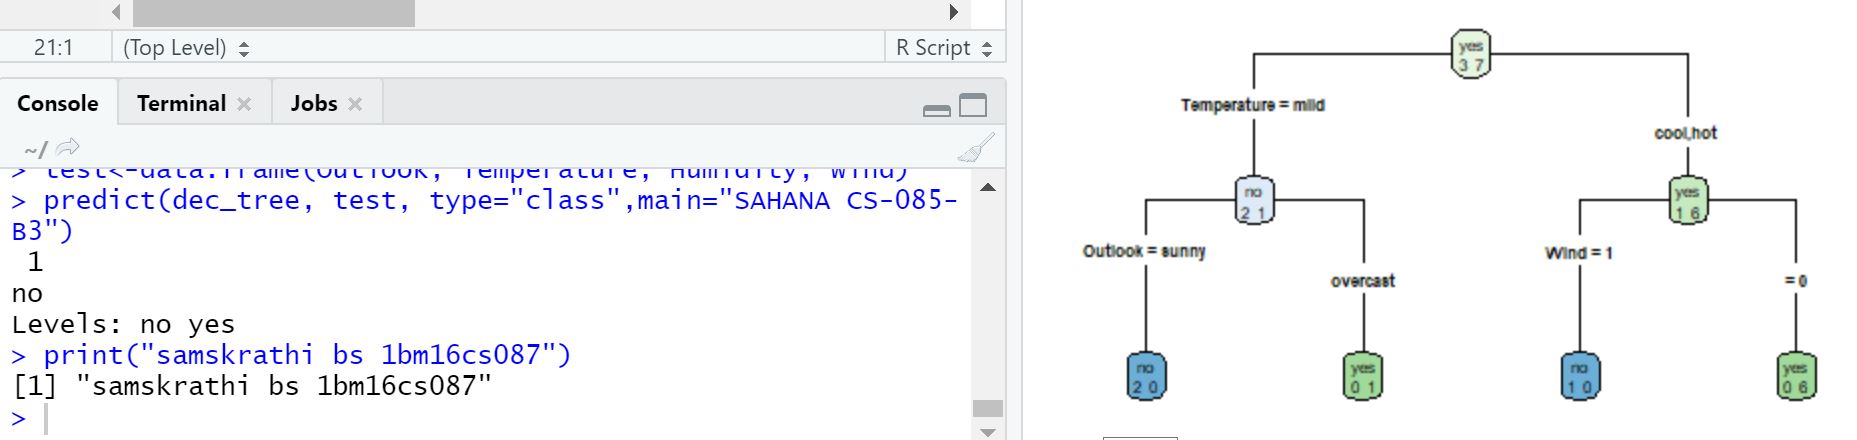 21:1 (Top Level) R Script
Console Terminal Jobs
~/
> test<-data.frame(Outlook, Temperature, Humidity, Wind)
> predict(dec_tree, test, type="class",main="SAHANA CS-085-
B3")
1
no
Levels: no yes
> print("samskrathi bs 1bm16cs087")
[1] "samskrathi bs 1bm16cs087"
>
yes
3 7
Temperature = mild
cool,hot
no
2 1
yes
1 6
Outlook = sunny
Wind = 1
overcast
= 0
no
2 0
yes
0 1
no
1 0
yes
0 6